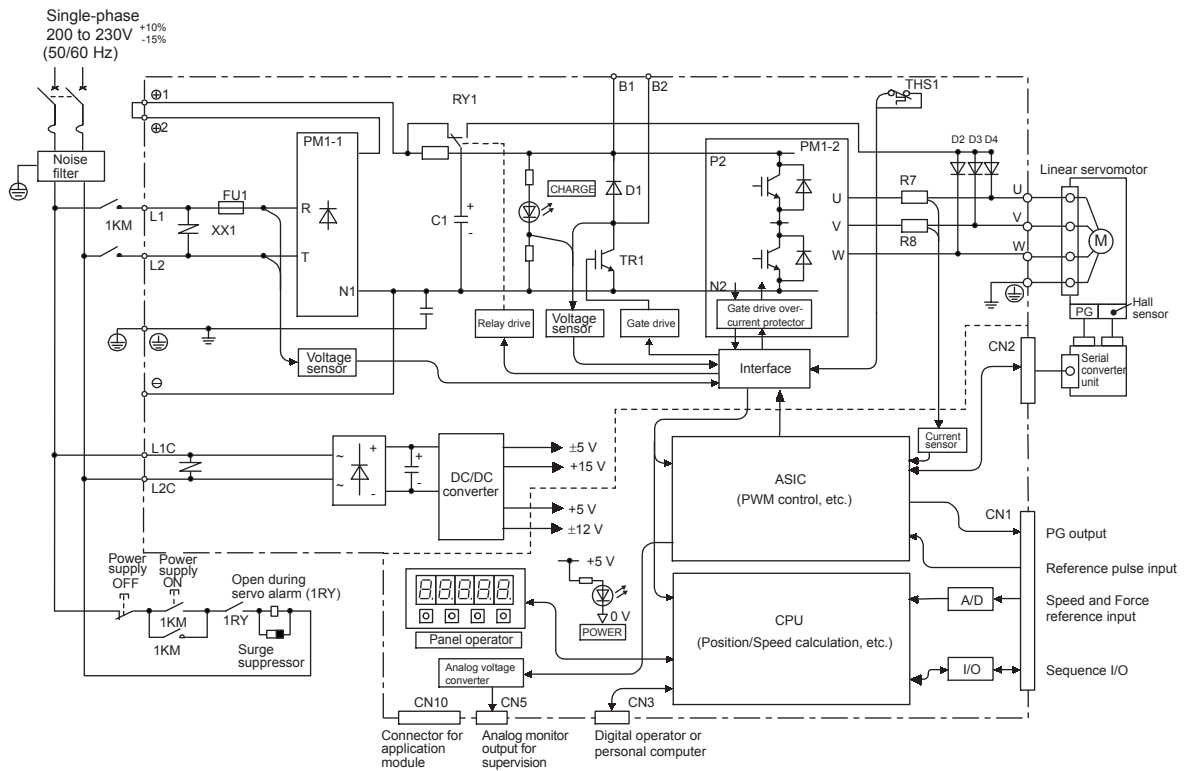 Single-phase
200 to 230V +10%
-15%
(50/60 Hz)
B1 B2
THS1
⊕1
RY1
⊕2
PM1-1
PM1-2
D2 D3 D4
Noise
filter
P2
Linear servomotor
FU1
CHARGE
D1
R7
U
U
R
L1
1KM
XX1
C1
+
-
V
V
R8
M
TR1
W
W
L2
T
N1
N2
Hall
sensor
PG
Relay drive
Voltage
sensor
Gate drive
Gate drive over-
current protector
CN2
Voltage
sensor
Interface
Serial
converter
unit
⊖
Current
sensor
L1C
~
+
±5 V
+
+15 V
ASIC
(PWM control, etc.)
DC/DC
converter
L2C
~
-
-
+5 V
CN1
±12 V
PG output
Power
supply
OFF
Power
supply
ON
+5 V
Open during
servo alarm (1RY)
Reference pulse input
8.8.8.8.8.
A/D
Speed and Force
reference input
0 V
1KM
1RY
CPU
(Position/Speed calculation, etc.)
POWER
Panel operator
1KM
Surge
suppressor
Analog voltage
converter
I/O
Sequence I/O
CN10
CN5
CN3
Connector for
application
module
Analog monitor
output for
supervision
Digital operator or
personal computer